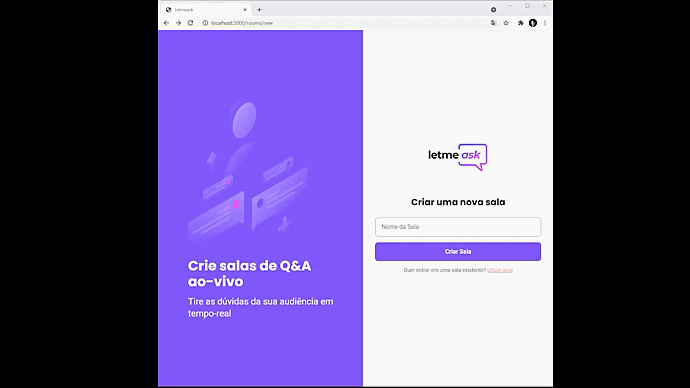 Letmeask
localhost:3000/rooms/new
letme ask
Criar uma nova sala
Nome da Sala
Criar Sala
Quer entrar em uma sala existente? clique aqui
Crie salas de Q&A
ao-vivo
Tire as dúvidas da sua audiência em
tempo-real